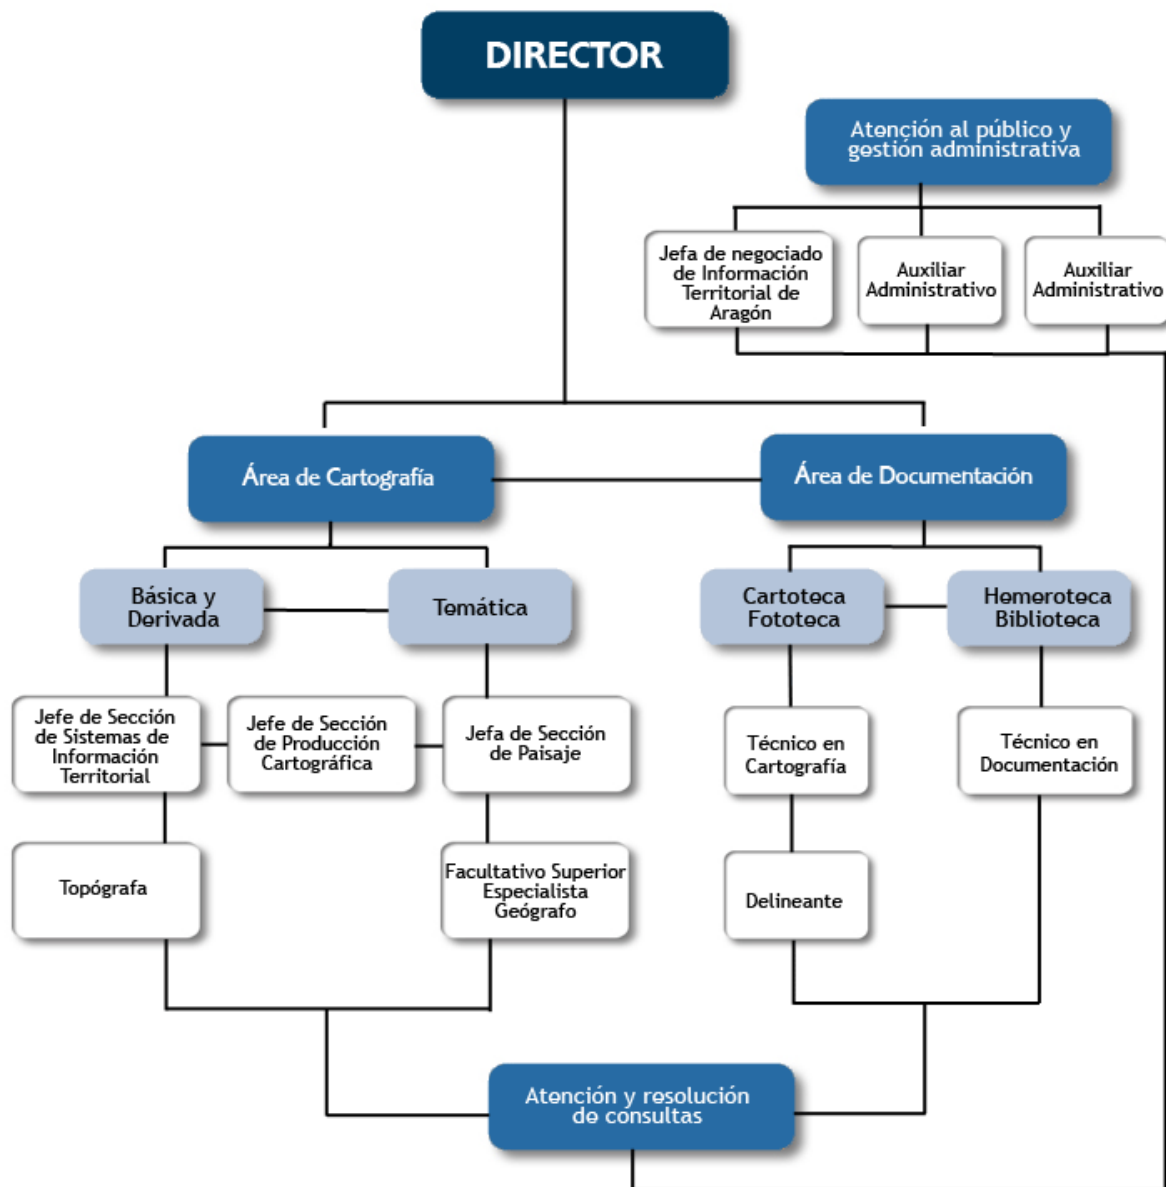 DIRECTOR
Atención al público y
gestión administrativa
Jefa de negociado
de Información
Territorial de
Aragón
Auxiliar
Administrativo
Auxiliar
Administrativo
Área de Cartografía
Área de Documentación
Básica y
Derivada
Temática
Cartoteca
Fototeca
Hemeroteca
Biblioteca
Jefe de Sección
de Sistemas de
Información
Territorial
Jefe de Sección
de Producción
Cartográfica
Jefa de Sección
de Paisaje
Técnico en
Cartografía
Técnico en
Documentación
Topógrafa
Facultativo Superior
Especialista
Geógrafo
Delineante
Atención y resolución
de consultas